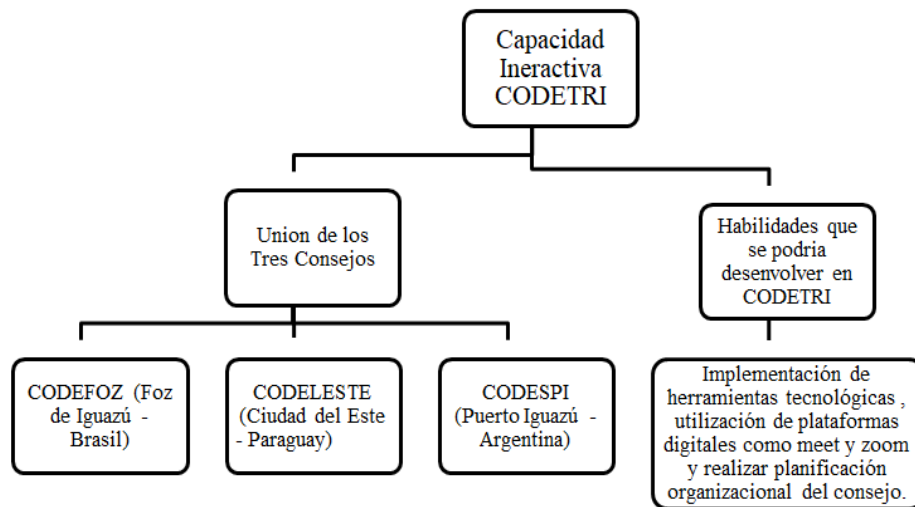 Capacidad
Ineractiva
CODETRI
Union de los
Tres Consejos
Habilidades que
se podria
desenvolver en
CODETRI
CODEFOZ (Foz
de Iguazú -
Brasil)
CODELESTE
(Ciudad del Este
- Paraguay)
CODESPI
(Puerto Iguazú -
Argentina)
Implementación de
herramientas tecnológicas ,
utilización de plataformas
digitales como meet y zoom
y realizar planificación
organizacional del consejo.